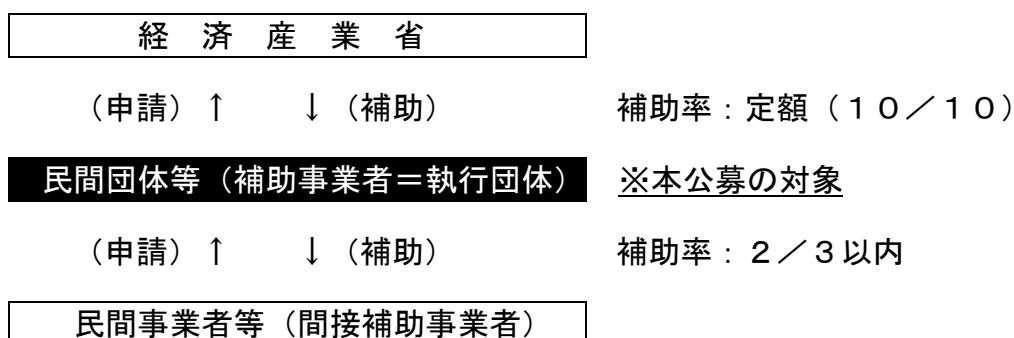 経　済　産　業　省
（申請）↑　　↓（補助）　　補助率：定額（１０／１０）
民間団体等（補助事業者＝執行団体）　※本公募の対象
（申請）↑　　↓（補助）　　補助率：２／３以内
民間事業者等（間接補助事業者）